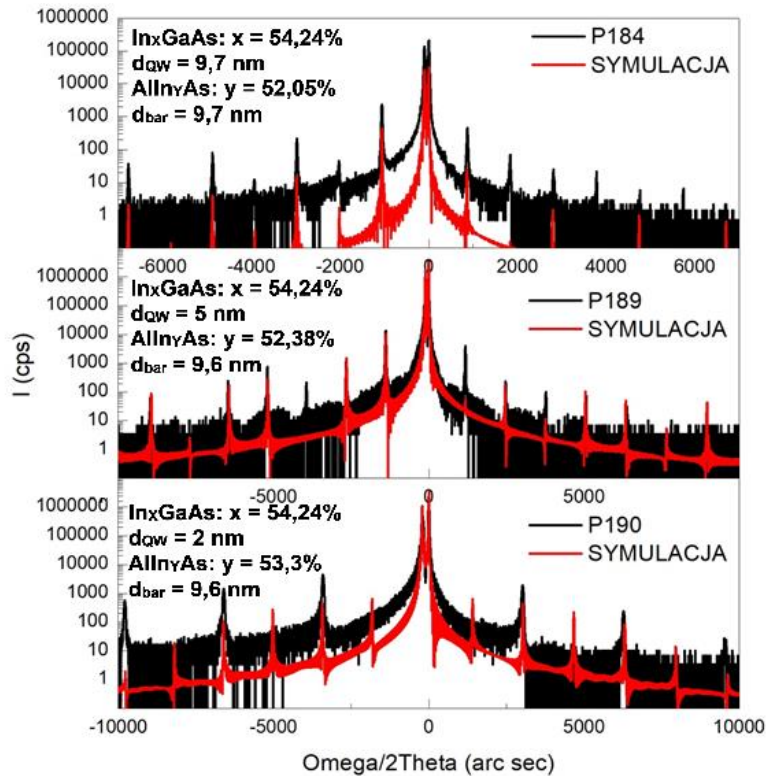 1000000
100000
10000
1000
100
10
1
InxGaAs: x = 54,24%
dQW = 9,7 nm
AlInYAs: y = 52,05%
dbar = 9,7 nm
P184
SYMULACJA
-6000 -4000 -2000 0 2000 4000 6000
1000000
100000
10000
1000
100
10
1
InxGaAs: x = 54,24%
dQW = 5 nm
AlInYAs: y = 52,38%
dbar = 9,6 nm
P189
SYMULACJA
-5000 0 5000
I (cps)
1000000
100000
10000
1000
100
10
1
InxGaAs: x = 54,24%
dQW = 2 nm
AlInYAs: y = 53,3%
dbar = 9,6 nm
P190
SYMULACJA
-10000 -5000 0 5000 10000
Omega/2Theta (arc sec)